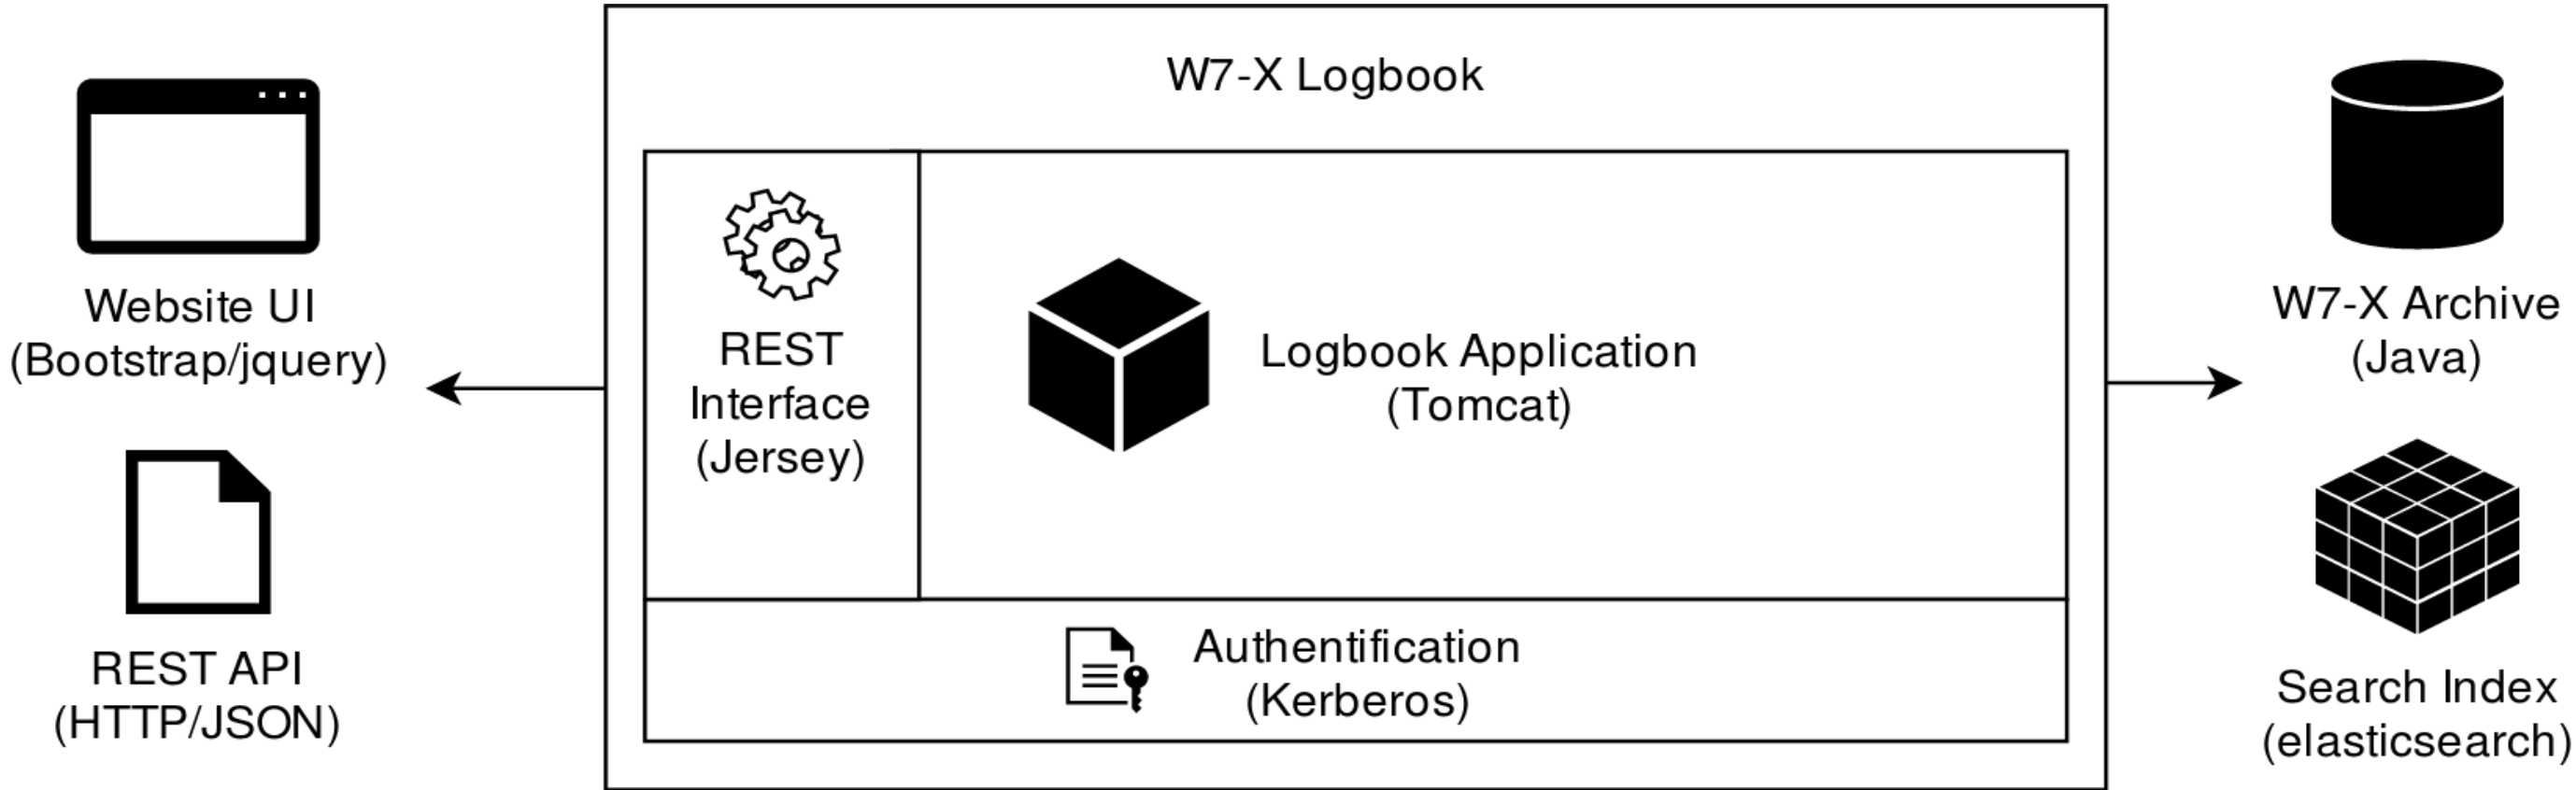 W7-X Logbook
Website UI
(Bootstrap/jquery)
REST API
(HTTP/JSON)
REST
Interface
(Jersey)
Logbook Application
(Tomcat)
Authentification
(Kerberos)
W7-X Archive
(Java)
Search Index
(elasticsearch)